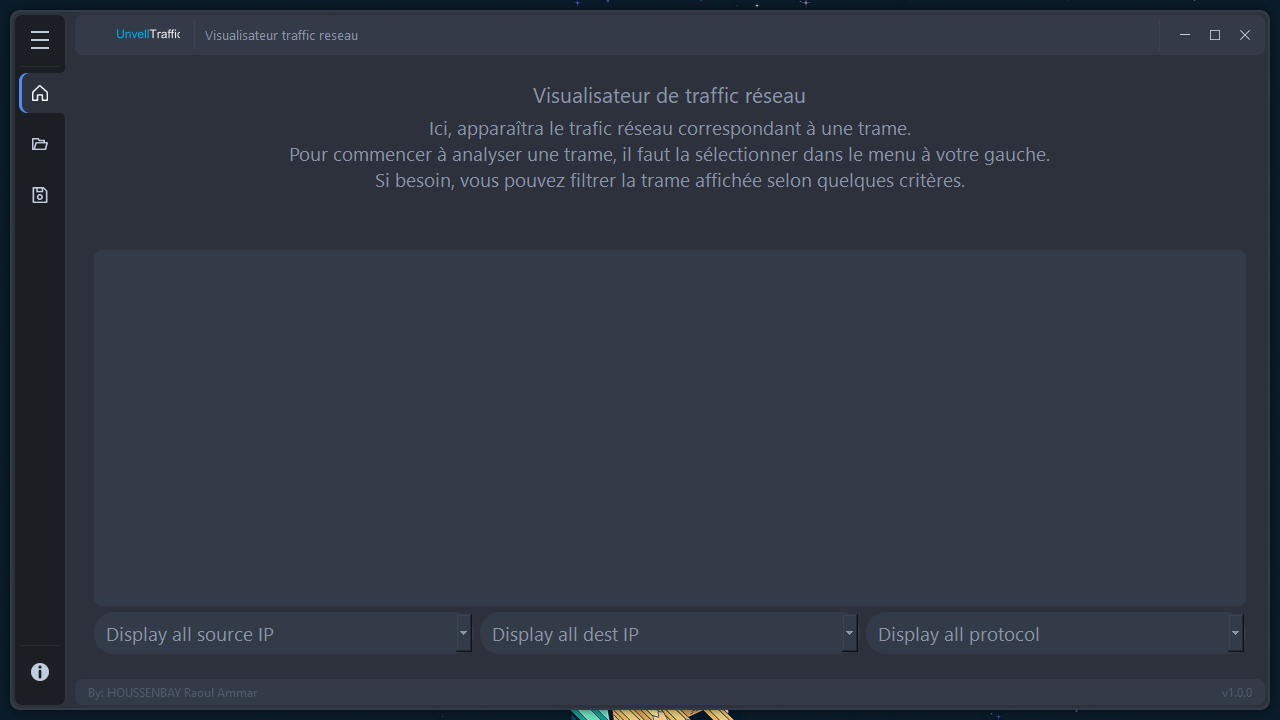 UnveilTraffic
Visualisateur traffic reseau
Visualisateur de traffic réseau
Ici, apparaîtra le trafic réseau correspondant à une trame.
Pour commencer à analyser une trame, il faut la sélectionner dans le menu à votre gauche.
Si besoin, vous pouvez filtrer la trame affichée selon quelques critères.
Display all source IP
Display all dest IP
Display all protocol
By: HOUSSENBAY Raoul Ammar
v1.0.0